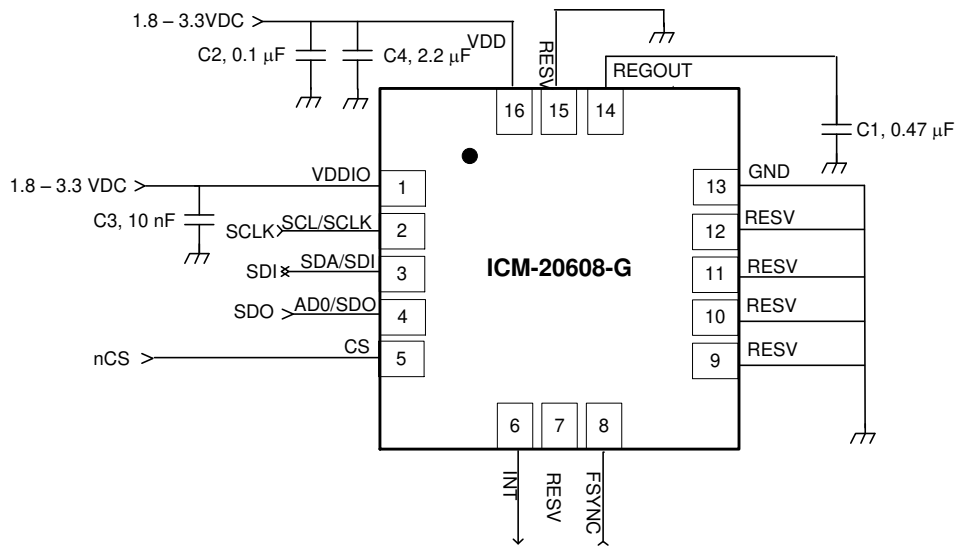 1.8 – 3.3VDC
C2, 0.1 μF
C4, 2.2 μF
VDD
RESV
REGOUT
C1, 0.47 μF
16
15
14
1.8 – 3.3 VDC
C3, 10 nF
VDDIO
1
SCLK
SCL/SCLK
2
SDI
SDA/SDI
3
SDO
AD0/SDO
4
nCS
CS
5
ICM-20608-G
13
GND
12
RESV
11
RESV
10
RESV
9
RESV
6
7
8
INT
RESV
FSYNC